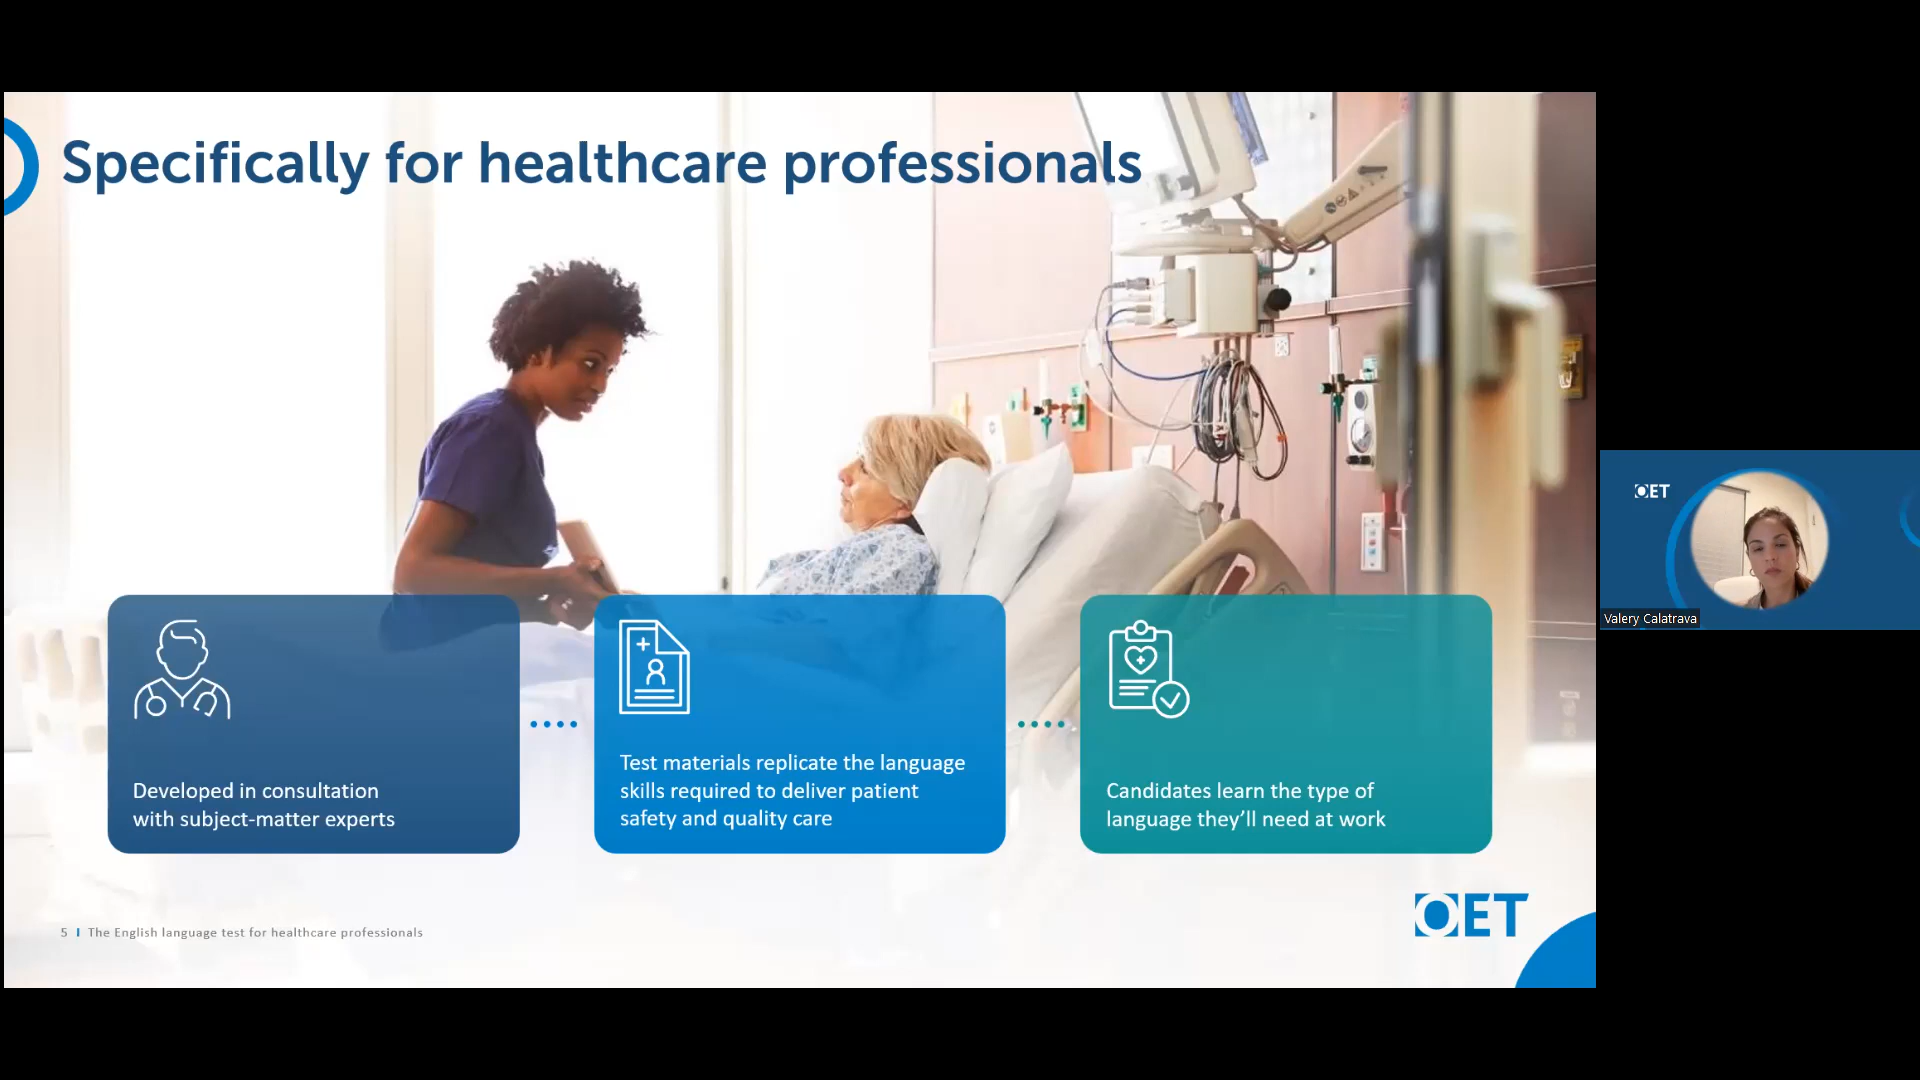 Specifically for healthcare professionals
Developed in consultation
with subject-matter experts
Test materials replicate the language
skills required to deliver patient
safety and quality care
Candidates learn the type of
language they'll need at work
5 | The English language test for healthcare professionals
OET
OET
Valery Calatrava